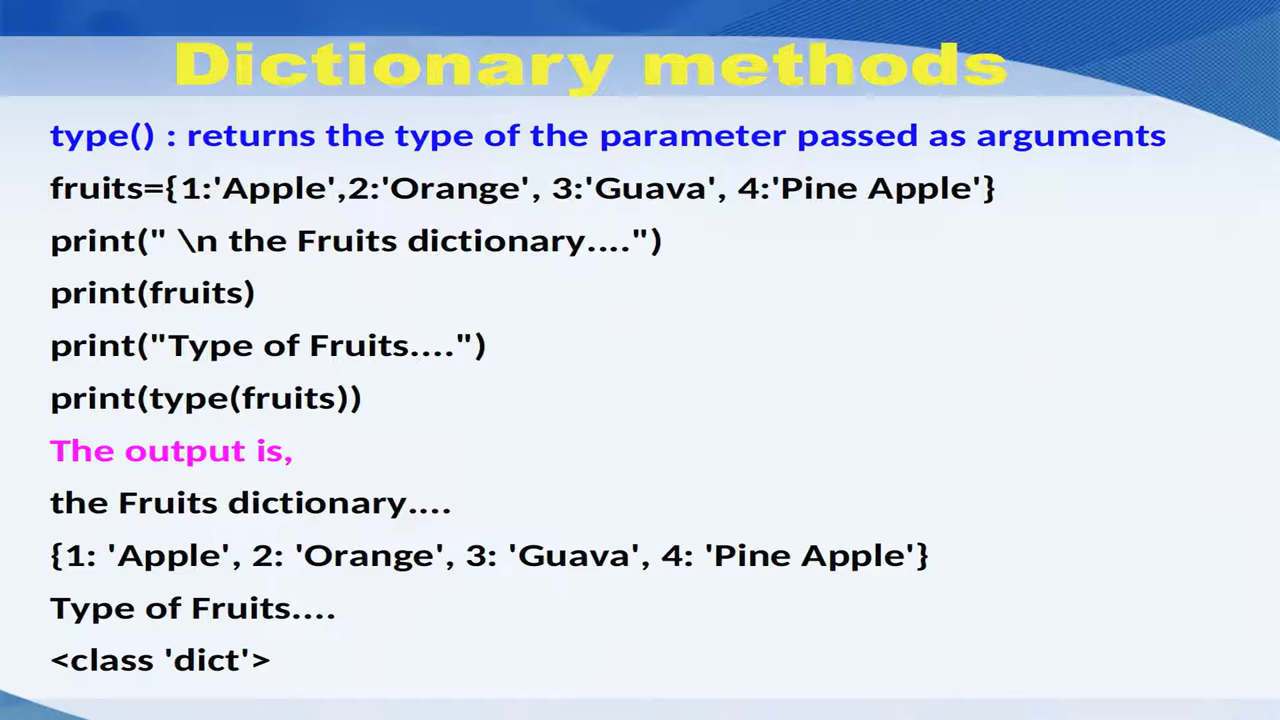 Dictionary methods
type() : returns the type of the parameter passed as arguments
fruits={1:'Apple',2:'Orange', 3:'Guava', 4:'Pine Apple'}
print(" \n the Fruits dictionary....")
print(fruits)
print("Type of Fruits....")
print(type(fruits))
The output is,
the Fruits dictionary....
{1: 'Apple', 2: 'Orange', 3: 'Guava', 4: 'Pine Apple'}
Type of Fruits....
<class 'dict'>